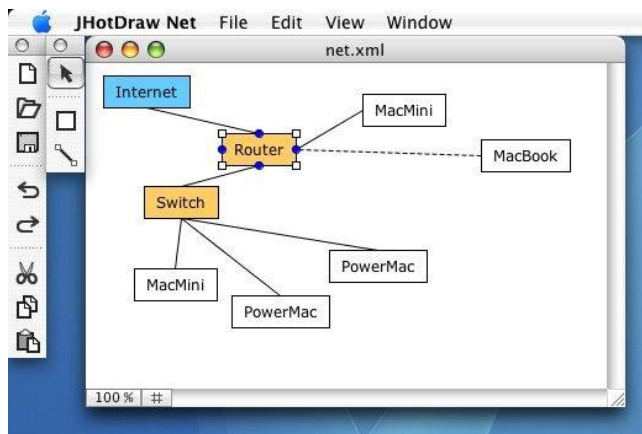 JHotDraw Net File Edit View Window
net.xml
Internet
MacMini
Router
MacBook
Switch
PowerMac
MacMini
PowerMac
100 % #